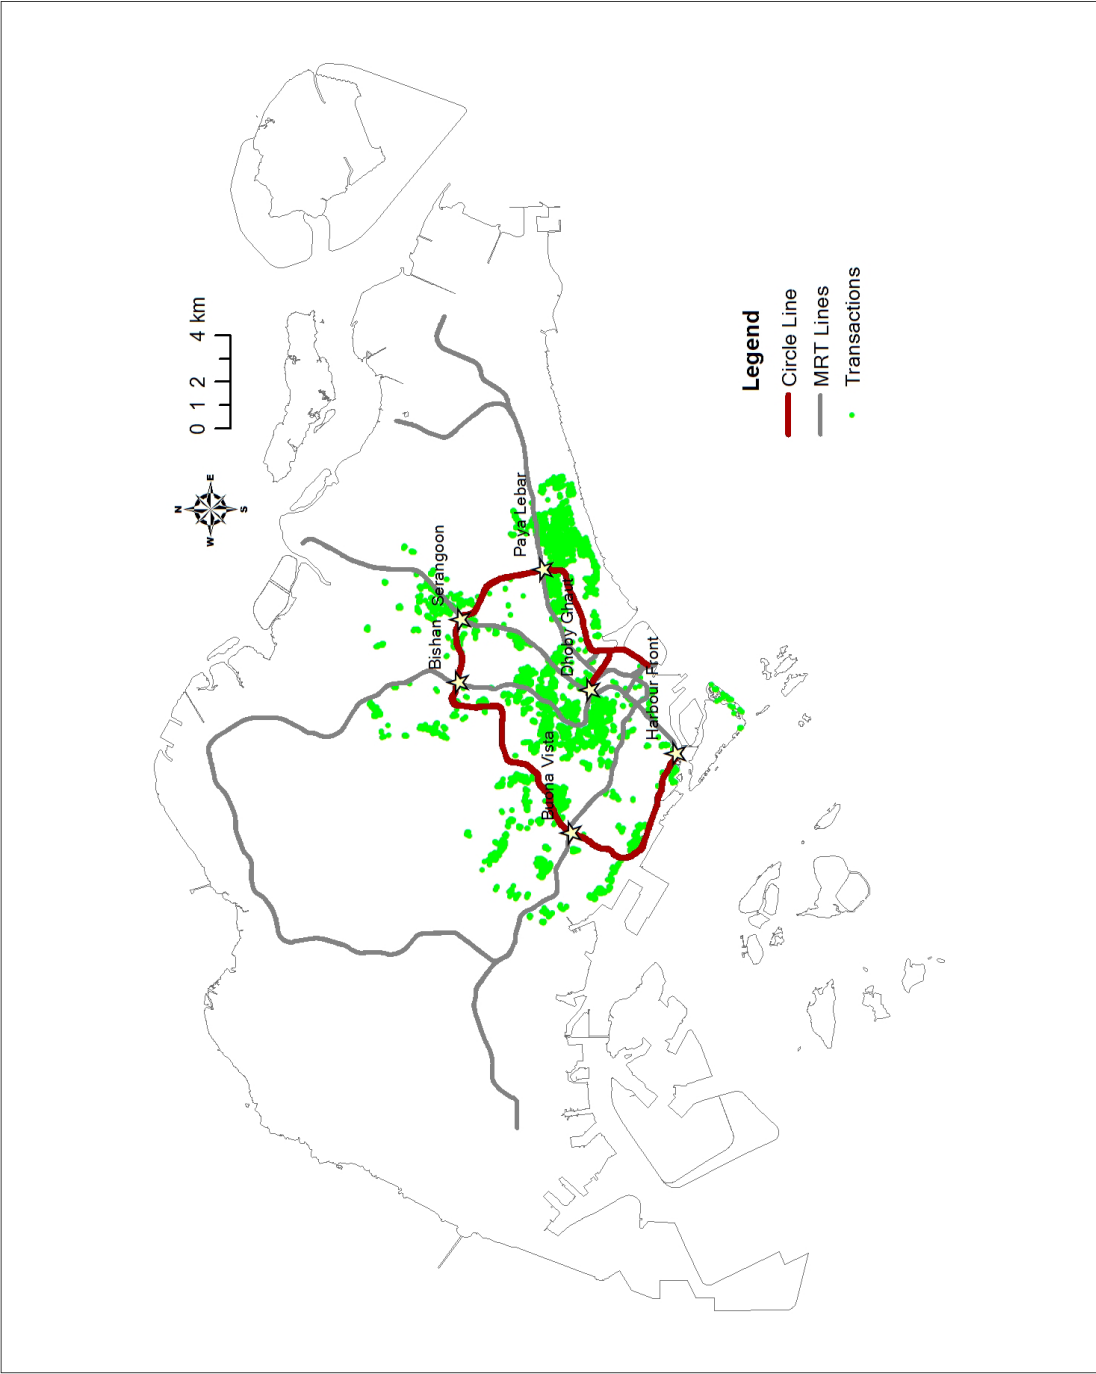 0 1 2 4 km
N
W
E
S
Bishan
Serangoon
Paya Lebar
Dhoby Ghaut
Buona Vista
Harbour Front
Legend
Circle Line
MRT Lines
Transactions